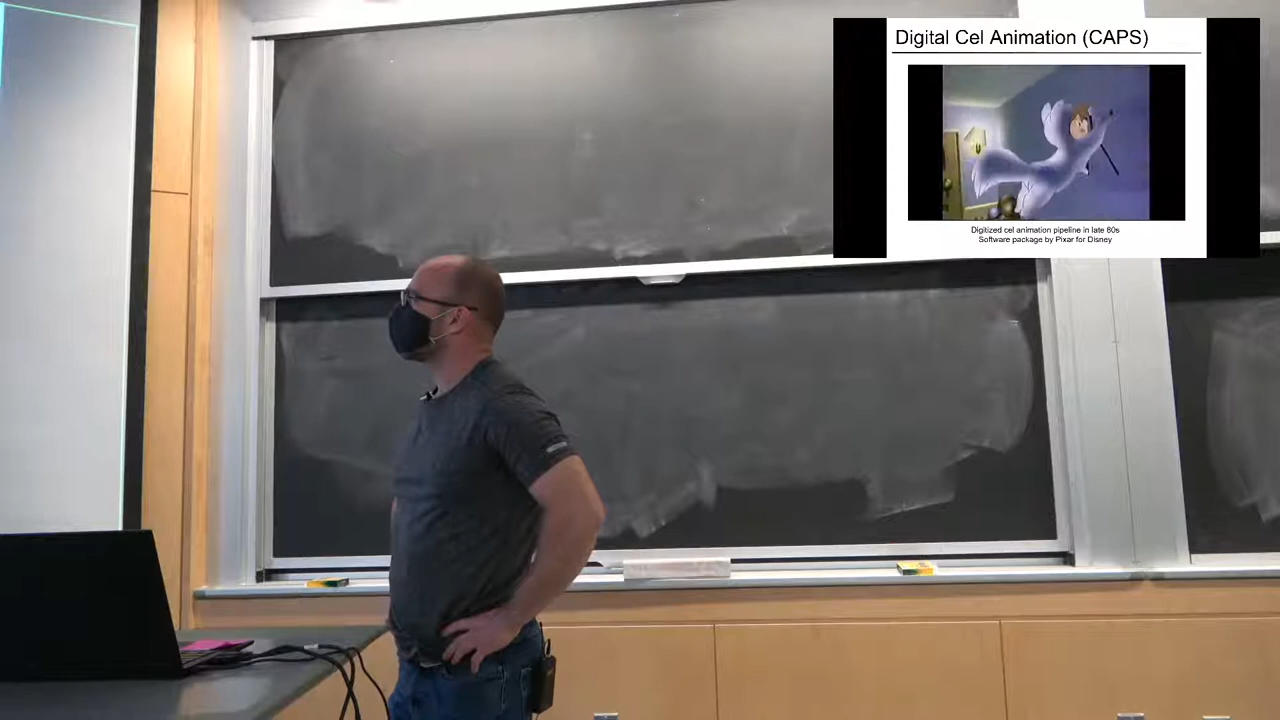 Digital Cel Animation (CAPS)
Digitized cel animation pipeline in late 80s
Software package by Pixar for Disney